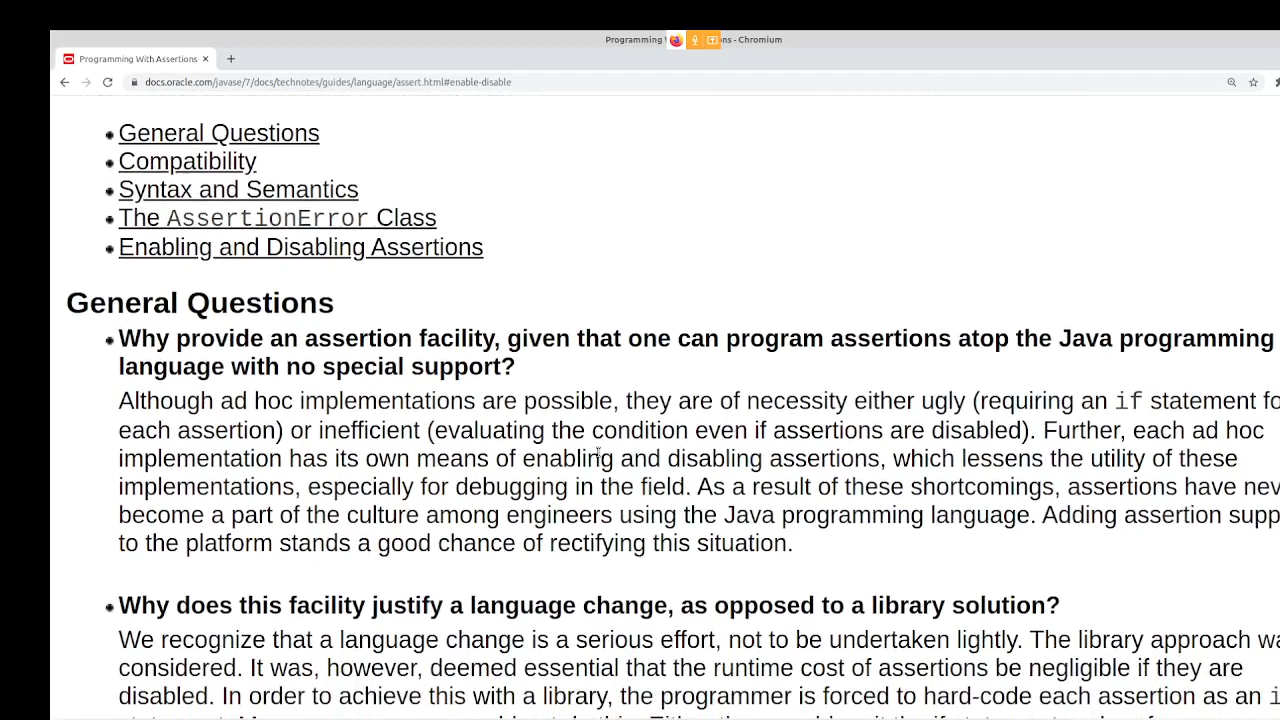 Programming ns - Chromium
Programming With Assertions
docs.oracle.com/javase/7/docs/technotes/guides/language/assert.html#enable-disable
General Questions
Compatibility
Syntax and Semantics
The AssertionError Class
Enabling and Disabling Assertions
General Questions
Why provide an assertion facility, given that one can program assertions atop the Java programming
language with no special support?
Although ad hoc implementations are possible, they are of necessity either ugly (requiring an if statement fo
each assertion) or inefficient (evaluating the condition even if assertions are disabled). Further, each ad hoc
implementation has its own means of enabling and disabling assertions, which lessens the utility of these
implementations, especially for debugging in the field. As a result of these shortcomings, assertions have nev
become a part of the culture among engineers using the Java programming language. Adding assertion supp
to the platform stands a good chance of rectifying this situation.
Why does this facility justify a language change, as opposed to a library solution?
We recognize that a language change is a serious effort, not to be undertaken lightly. The library approach wa
considered. It was, however, deemed essential that the runtime cost of assertions be negligible if they are
disabled. In order to achieve this with a library, the programmer is forced to hard-code each assertion as an i